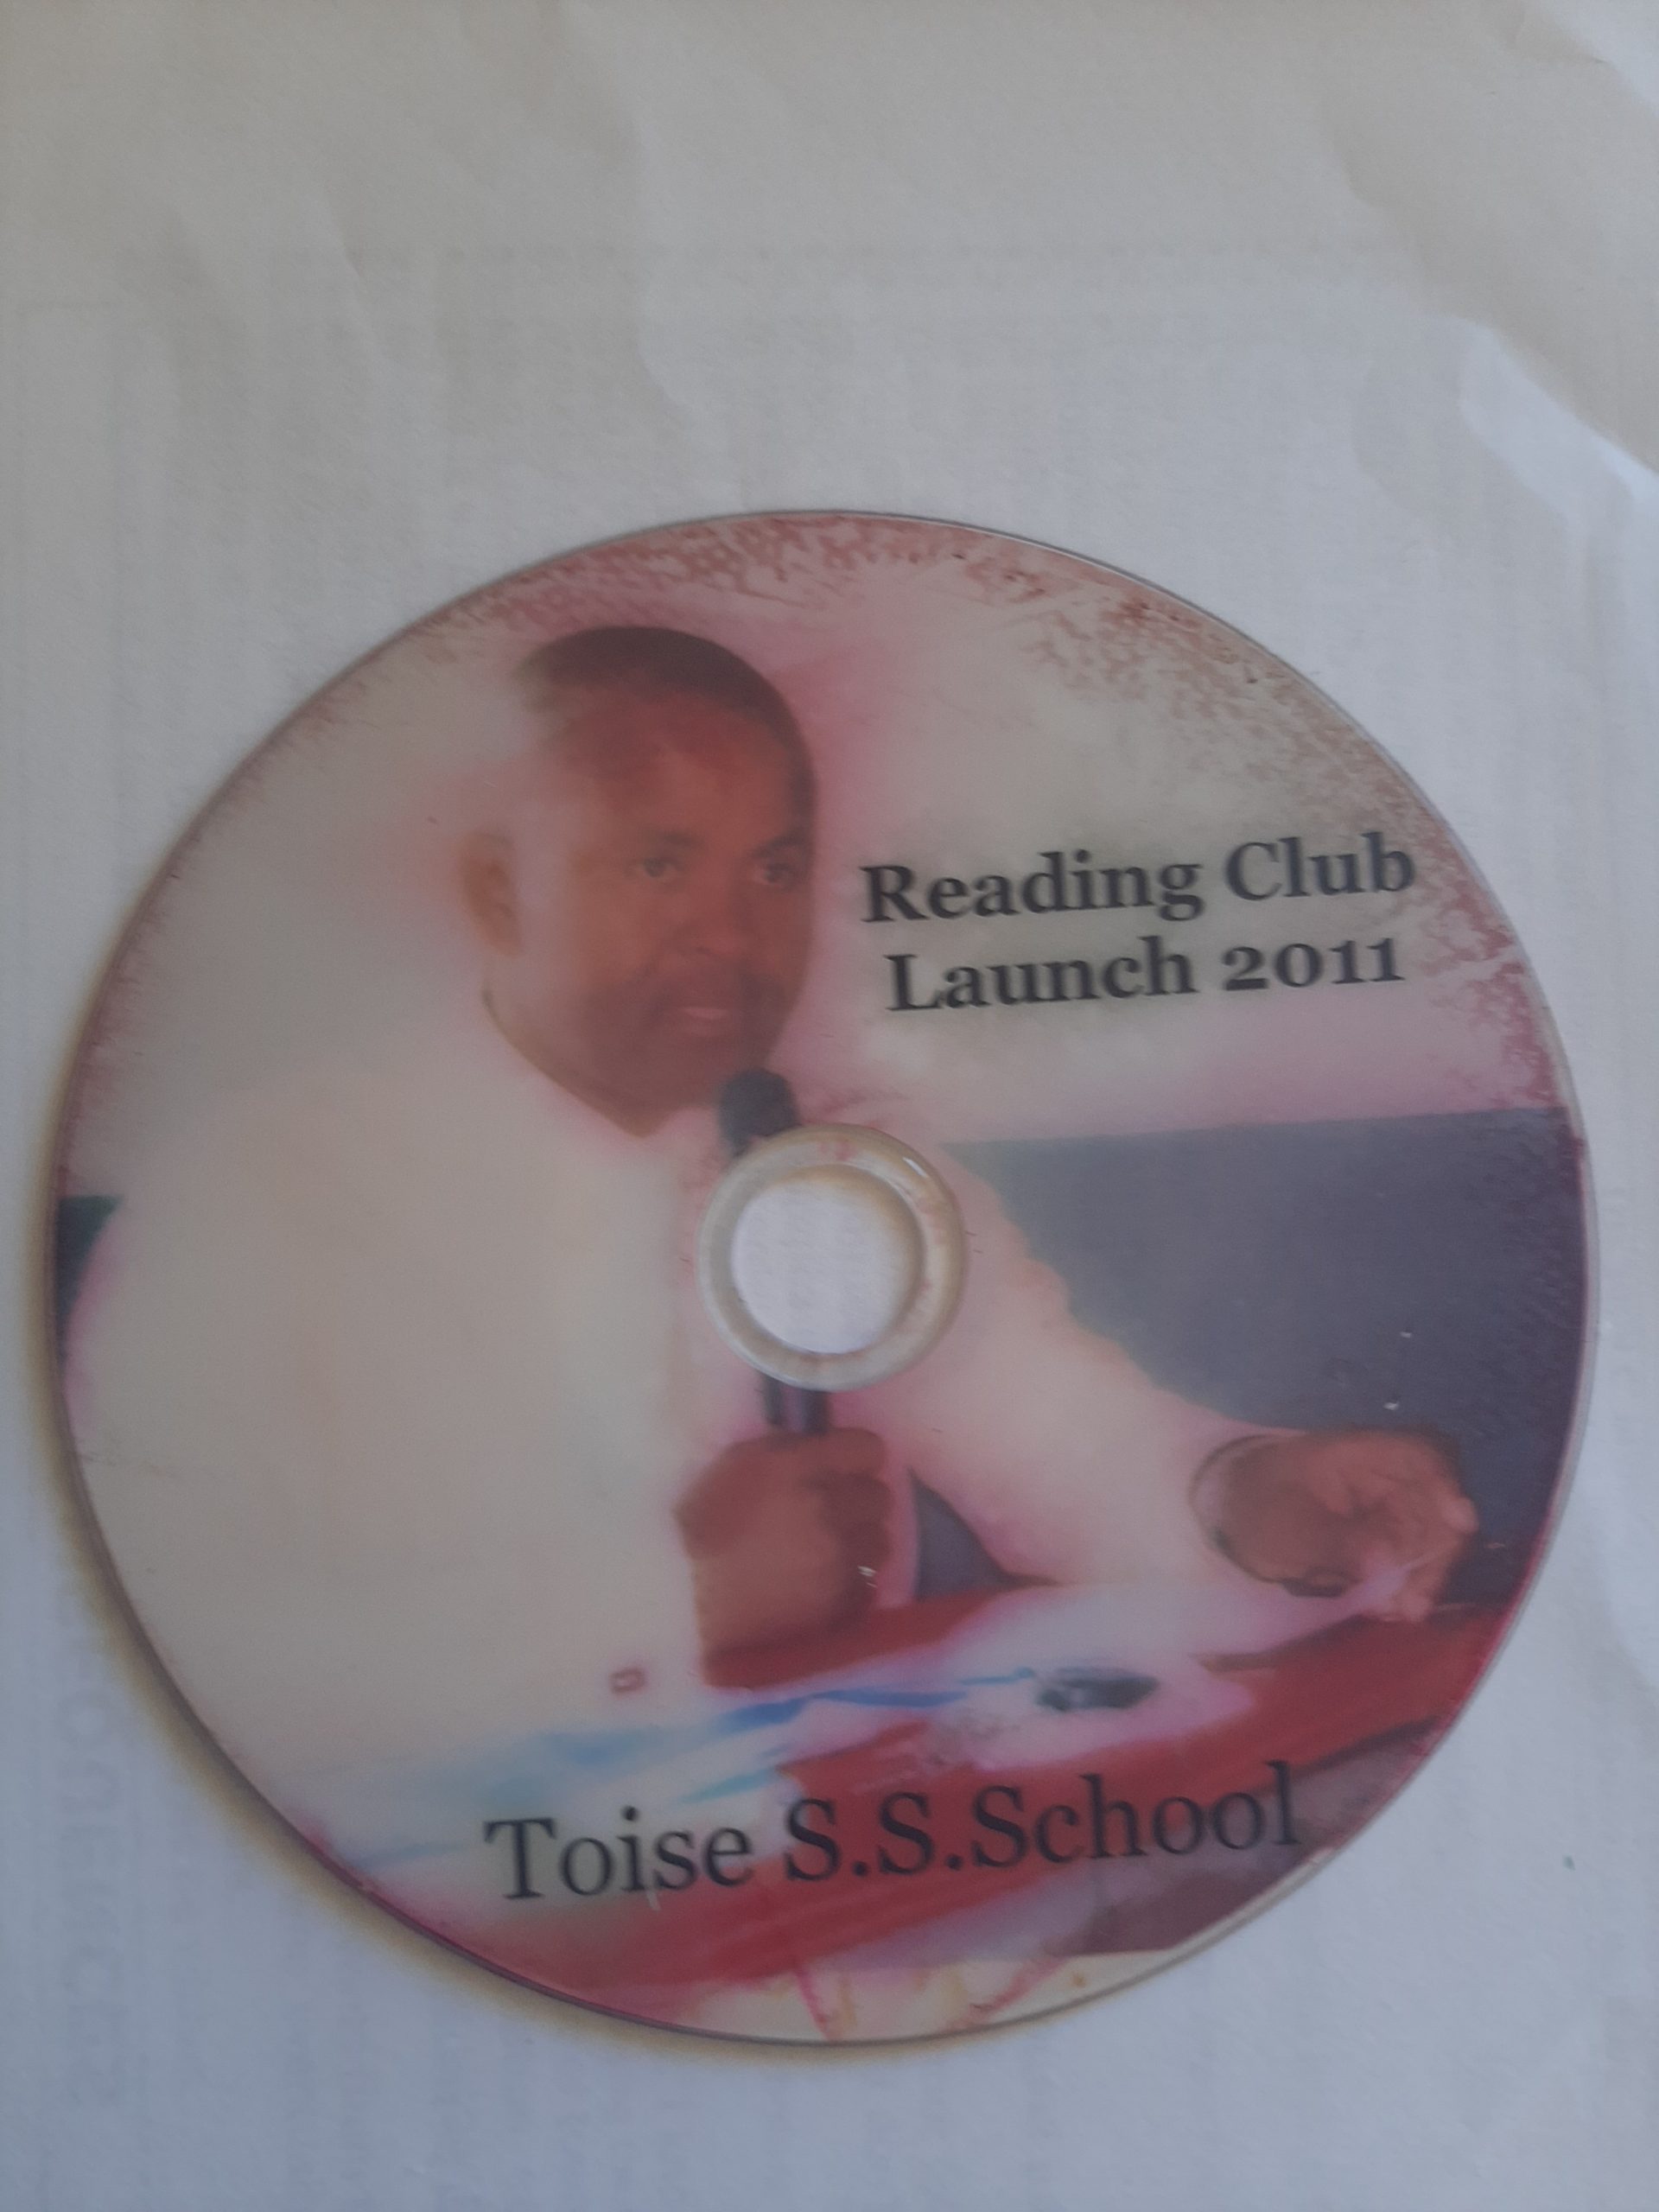 Reading Club
Launch 2011
Toise S.S.School